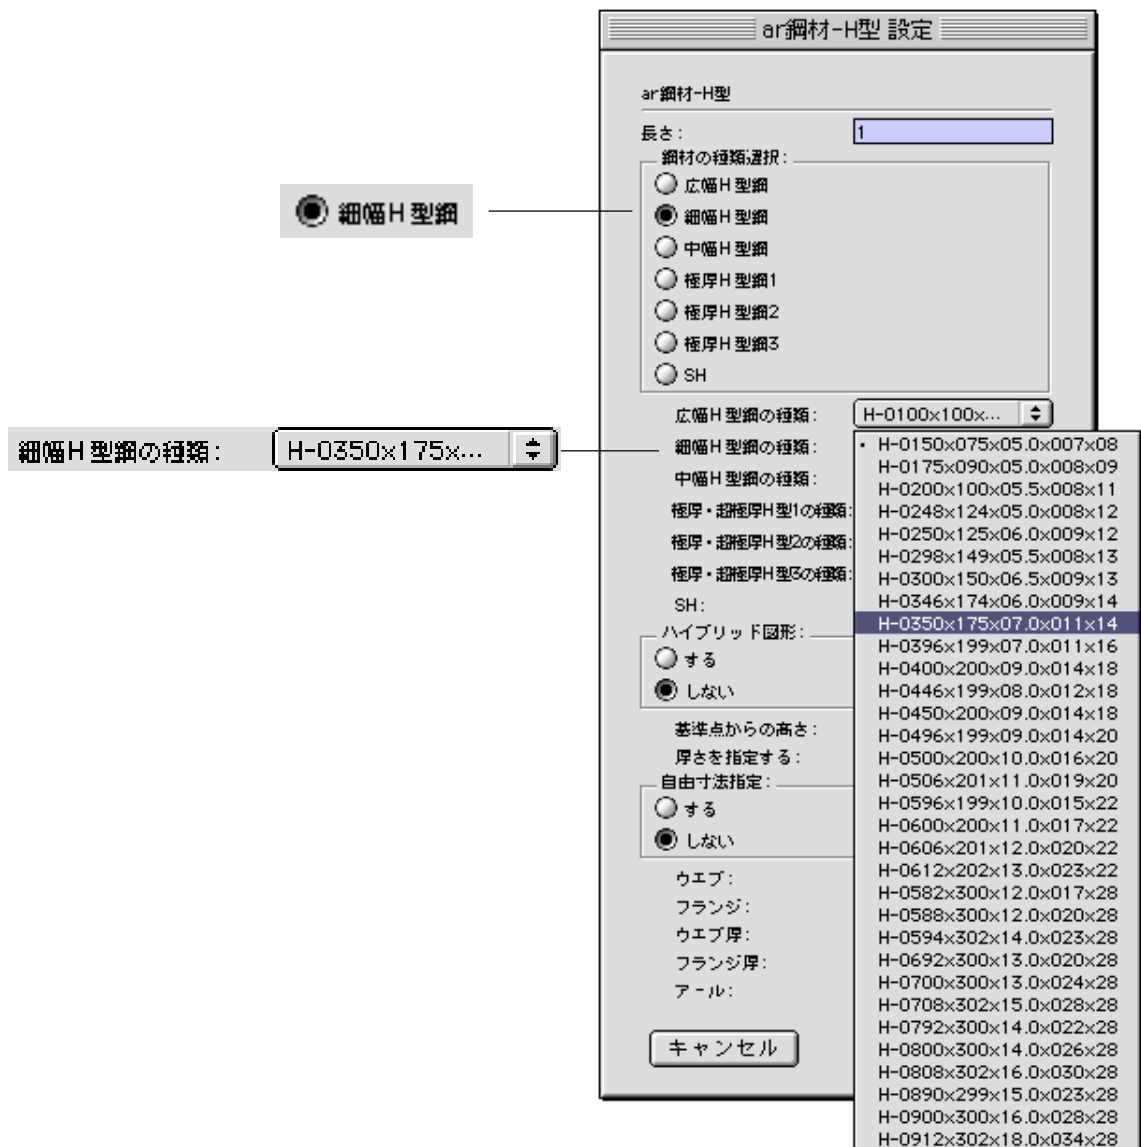 ar鋼材-H型 設定
ar鋼材-H型
長さ: 1
鋼材の種類選択:
広幅H型鋼
細幅H型鋼
細幅H型鋼
中幅H型鋼
極厚H型鋼1
極厚H型鋼2
極厚H型鋼3
SH
広幅H型鋼の種類: H-0100x100x...
細幅H型鋼の種類: H-0350x175x...
細幅H型鋼の種類:
中幅H型鋼の種類:
極厚・超極厚H型1の種類:
極厚・超極厚H型2の種類:
極厚・超極厚H型3の種類:
SH:
ハイブリッド図形:
する
しない
基準点からの高さ:
厚さを指定する:
自由寸法指定:
する
しない
ウエブ:
フランジ:
ウエブ厚:
フランジ厚:
アール:
キャンセル
• H-0150x075x05.0x007x08
H-0175x090x05.0x008x09
H-0200x100x05.5x008x11
H-0248x124x05.0x008x12
H-0250x125x06.0x009x12
H-0298x149x05.5x008x13
H-0300x150x06.5x009x13
H-0346x174x06.0x009x14
H-0350x175x07.0x011x14
H-0396x199x07.0x011x16
H-0400x200x09.0x014x18
H-0446x199x08.0x012x18
H-0450x200x09.0x014x18
H-0496x199x09.0x014x20
H-0500x200x10.0x016x20
H-0506x201x11.0x019x20
H-0596x199x10.0x015x22
H-0600x200x11.0x017x22
H-0606x201x12.0x020x22
H-0612x202x13.0x023x22
H-0582x300x12.0x017x28
H-0588x300x12.0x020x28
H-0594x302x14.0x023x28
H-0692x300x13.0x020x28
H-0700x300x13.0x024x28
H-0708x302x15.0x028x28
H-0792x300x14.0x022x28
H-0800x300x14.0x026x28
H-0808x302x16.0x030x28
H-0890x299x15.0x023x28
H-0900x300x16.0x028x28
H-0912x302x18.0x034x28